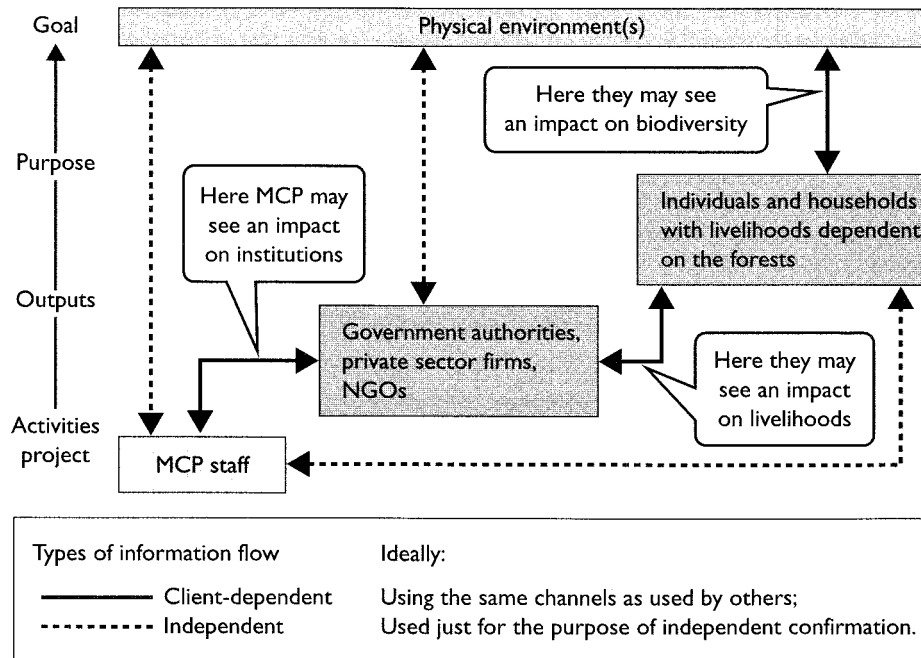 Goal
Physical environment(s)
Here they may see
an impact on biodiversity
Purpose
Here MCP may
see an impact
on institutions
Individuals and households
with livelihoods dependent
on the forests
Outputs
Government authorities,
private sector firms,
NGOs
Here they may
see an impact
on livelihoods
Activities
project
MCP staff
Types of information flow
Ideally:
Client-dependent
Using the same channels as used by others;
Independent
Used just for the purpose of independent confirmation.